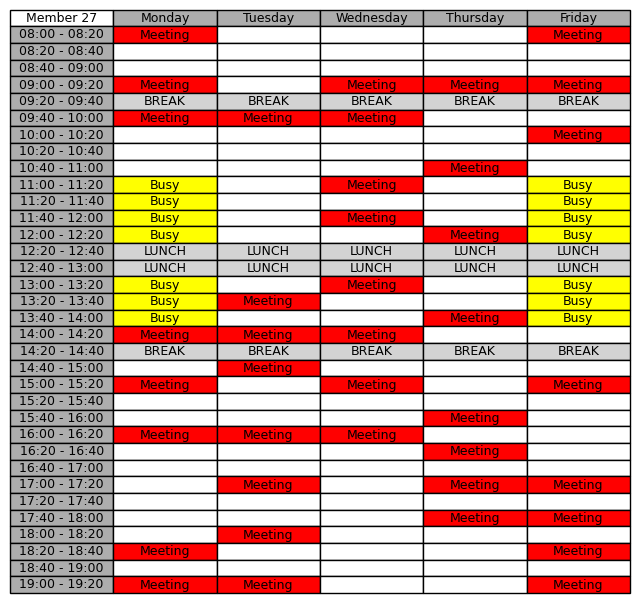 Member 27 Monday Tuesday Wednesday Thursday Friday
08:00 - 08:20 Meeting Meeting
08:20 - 08:40
08:40 - 09:00
09:00 - 09:20 Meeting Meeting Meeting Meeting
09:20 - 09:40 BREAK BREAK BREAK BREAK BREAK
09:40 - 10:00 Meeting Meeting Meeting
10:00 - 10:20 Meeting
10:20 - 10:40
10:40 - 11:00 Meeting
11:00 - 11:20 Busy Meeting Busy
11:20 - 11:40 Busy Busy
11:40 - 12:00 Busy Meeting Busy
12:00 - 12:20 Busy Meeting Busy
12:20 - 12:40 LUNCH LUNCH LUNCH LUNCH LUNCH
12:40 - 13:00 LUNCH LUNCH LUNCH LUNCH LUNCH
13:00 - 13:20 Busy Meeting Busy
13:20 - 13:40 Busy Meeting Busy
13:40 - 14:00 Busy Meeting Busy
14:00 - 14:20 Meeting Meeting Meeting
14:20 - 14:40 BREAK BREAK BREAK BREAK BREAK
14:40 - 15:00 Meeting
15:00 - 15:20 Meeting Meeting Meeting
15:20 - 15:40
15:40 - 16:00 Meeting
16:00 - 16:20 Meeting Meeting Meeting
16:20 - 16:40 Meeting
16:40 - 17:00
17:00 - 17:20 Meeting Meeting Meeting
17:20 - 17:40
17:40 - 18:00 Meeting Meeting
18:00 - 18:20 Meeting
18:20 - 18:40 Meeting Meeting
18:40 - 19:00
19:00 - 19:20 Meeting Meeting Meeting